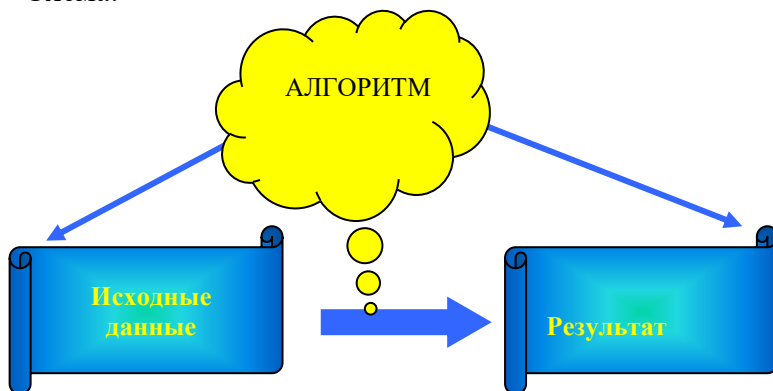 АЛГОРИТМ
Исходные
данные
Результат